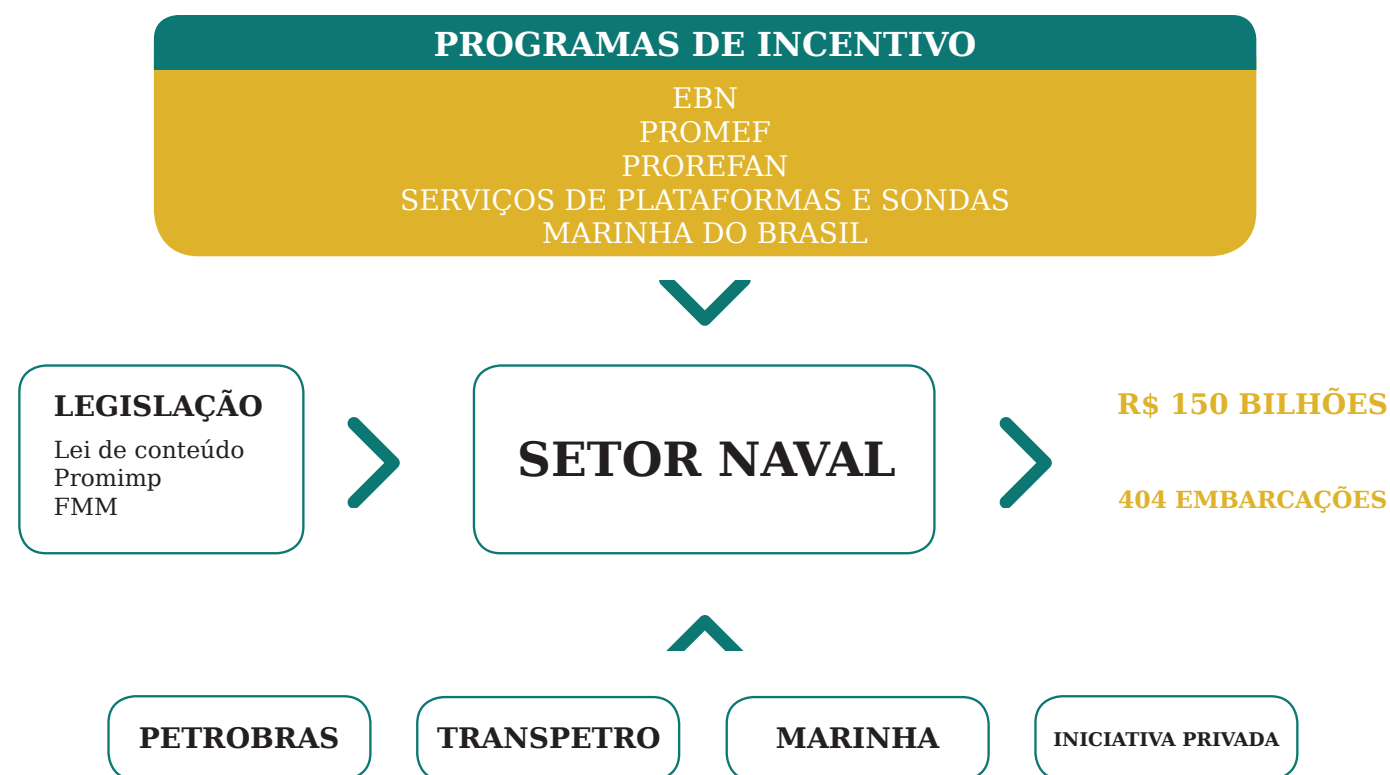 PROGRAMAS DE INCENTIVO
EBN
PROMEF
PROREFAN
SERVIÇOS DE PLATAFORMAS E SONDAS
MARINHA DO BRASIL
LEGISLAÇÃO
Lei de conteúdo
Promimp
FMM
SETOR NAVAL
R$ 150 BILHÕES
404 EMBARCAÇÕES
PETROBRAS
TRANSPETRO
MARINHA
INICIATIVA PRIVADA